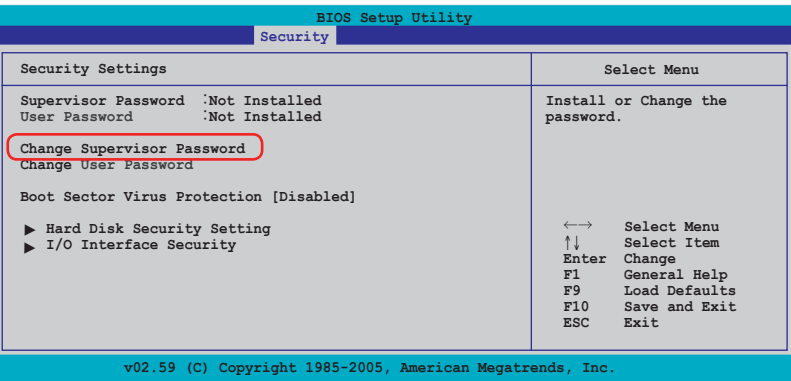 BIOS Setup Utility
Security
Security Settings
Supervisor Password :Not Installed
User Password :Not Installed
Change Supervisor Password
Change User Password
Boot Sector Virus Protection [Disabled]
▶ Hard Disk Security Setting
▶ I/O Interface Security
Select Menu
Install or Change the
password.
←→ Select Menu
↑↓ Select Item
Enter Change
F1 General Help
F9 Load Defaults
F10 Save and Exit
ESC Exit
v02.59 (C) Copyright 1985-2005, American Megatrends, Inc.